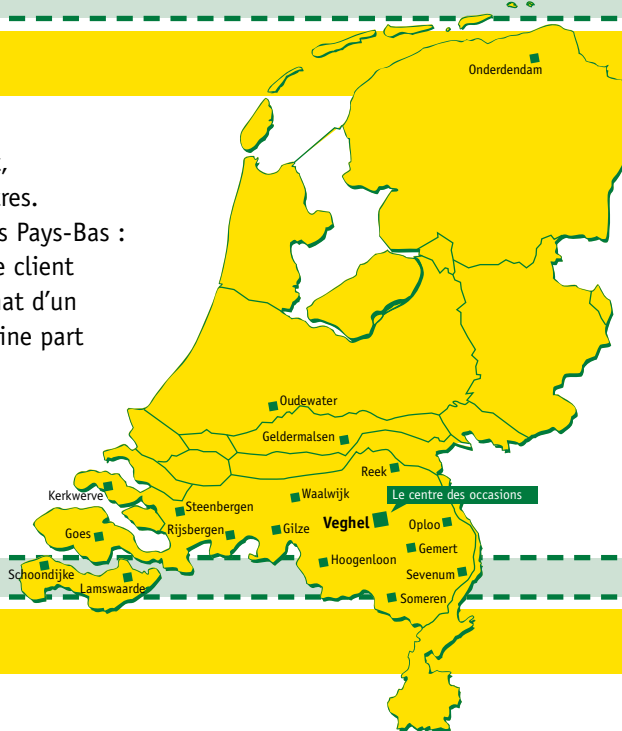 Onderdendam
tres.
s Pays-Bas :
e client
nat d'un
ine part
Oudewater
Geldermalsen
Reek
Kerkwerve
Waalwijk
Le centre des occasions
Steenbergen
Veghel
Oploo
Goes
Rijsbergen
Gilze
Gemert
Hoogenloon
Schoondijke
Sevenum
Lamswaarde
Someren